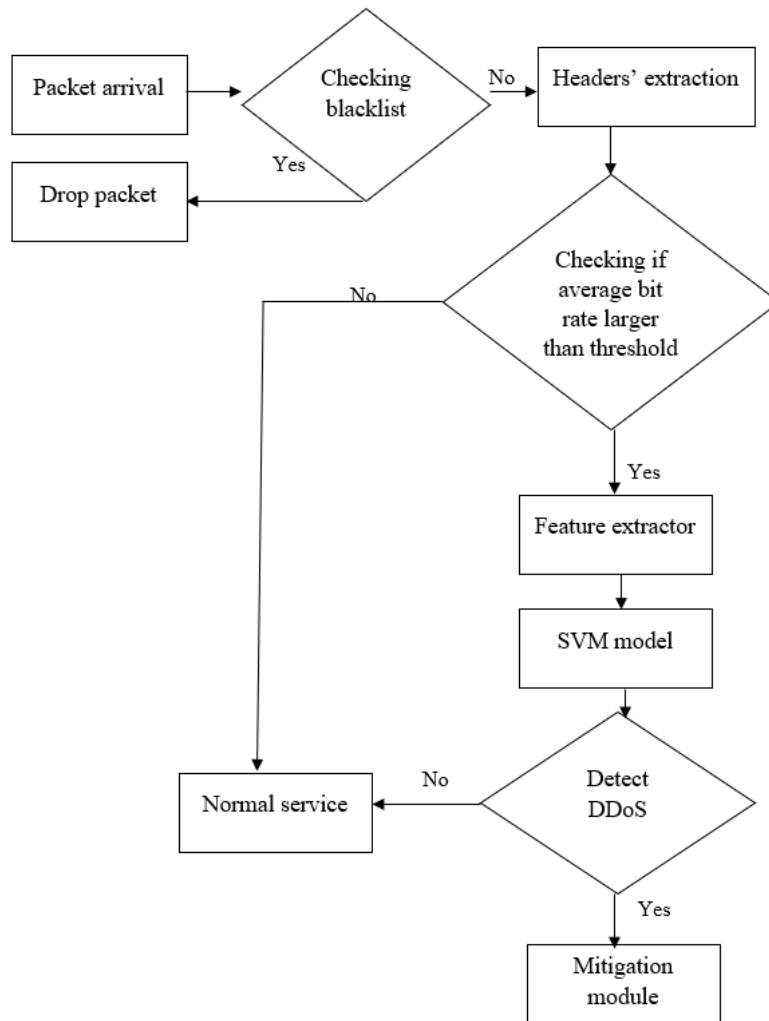 Packet arrival
Checking
blacklist
No
Headers’ extraction
Yes
Drop packet
Checking if
average bit
rate larger
than threshold
No
Yes
Feature extractor
SVM model
Detect
DDoS
No
Normal service
Yes
Mitigation
module